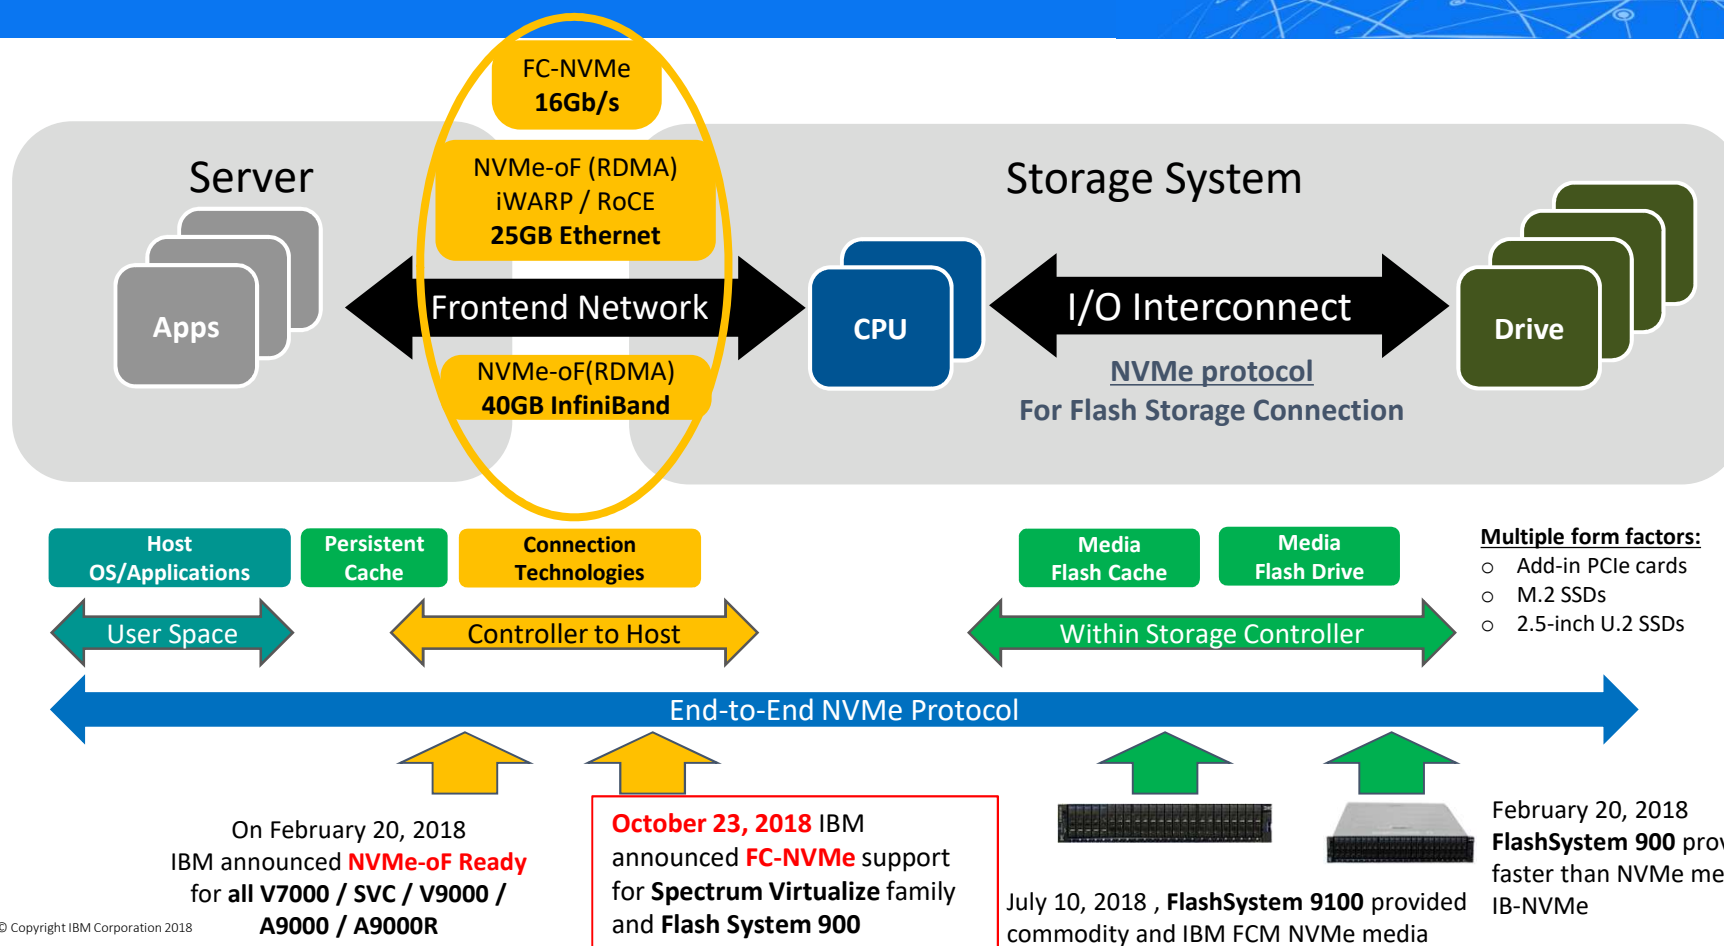 FC-NVMe
16Gb/s
Server
NVMe-oF (RDMA)
iWARP / RoCE
25GB Ethernet
Storage System
Apps
Frontend Network
CPU
I/O Interconnect
Drive
NVMe-oF(RDMA)
40GB InfiniBand
NVMe protocol
For Flash Storage Connection
Host
OS/Applications
Persistent
Cache
Connection
Technologies
Media
Flash Cache
Media
Flash Drive
Multiple form factors:
o Add-in PCIe cards
o M.2 SSDs
o 2.5-inch U.2 SSDs
User Space
Controller to Host
Within Storage Controller
End-to-End NVMe Protocol
On February 20, 2018
IBM announced NVMe-oF Ready
for all V7000 / SVC / V9000 /
A9000 / A9000R
October 23, 2018 IBM
announced FC-NVMe support
for Spectrum Virtualize family
and Flash System 900
July 10, 2018 , FlashSystem 9100 provided
commodity and IBM FCM NVMe media
February 20, 2018
FlashSystem 900
faster than NVMe
IB-NVMe
© Copyright IBM Corporation 2018